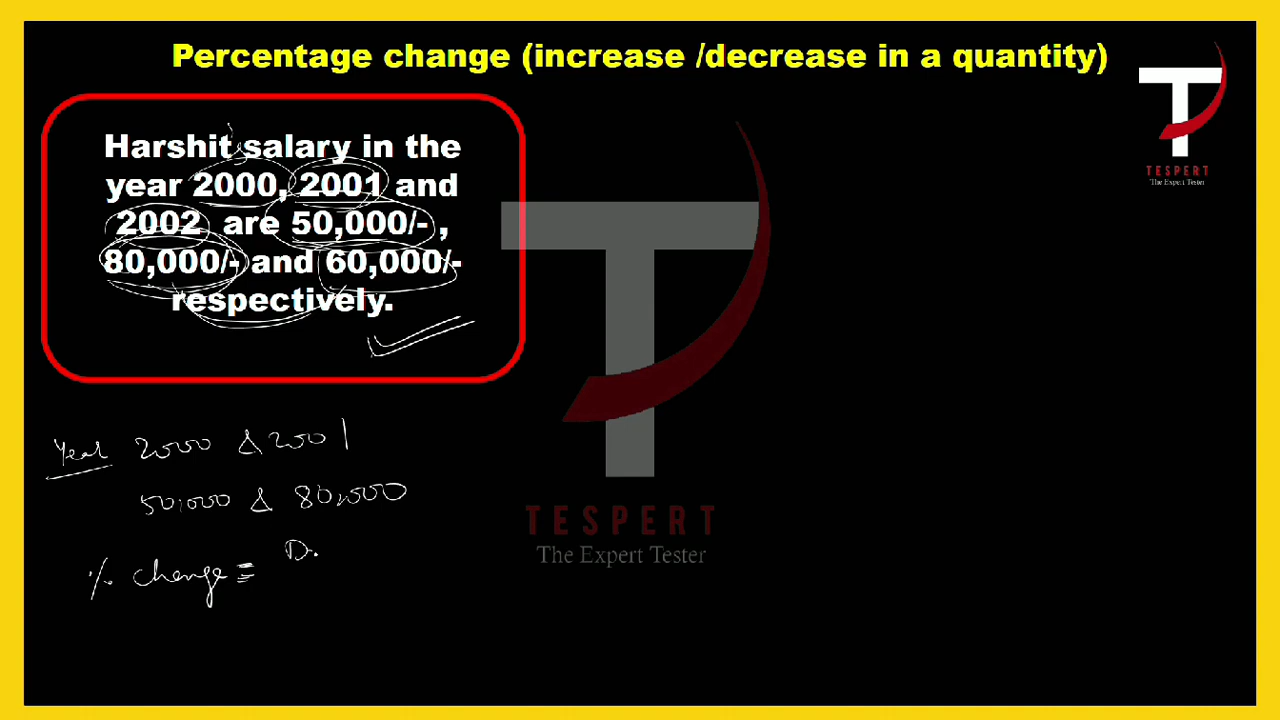 Percentage change (increase /decrease in a quantity)
TESPERT
The Expert Tester
Harshit salary in the
year 2000, 2001 and
2002 are 50,000/- ,
80,000/- and 60,000/-
respectively.
Year 2000 & 2001
50,000 & 80,000
% change = D.
TESPERT
The Expert Tester